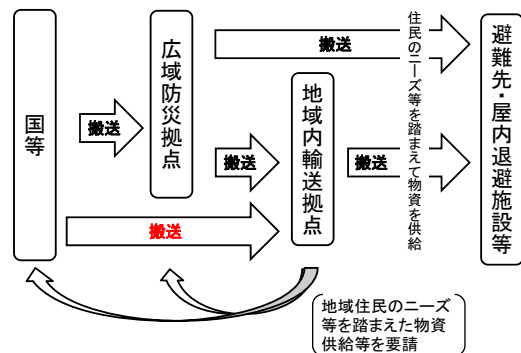 国等
搬送
広域防災拠点
搬送
搬送
地域内輸送拠点
搬送
搬送
住民のニーズ等を踏まえて物資を供給
避難先・屋内退避施設等
地域住民のニーズ
等を踏まえた物資
供給等を要請